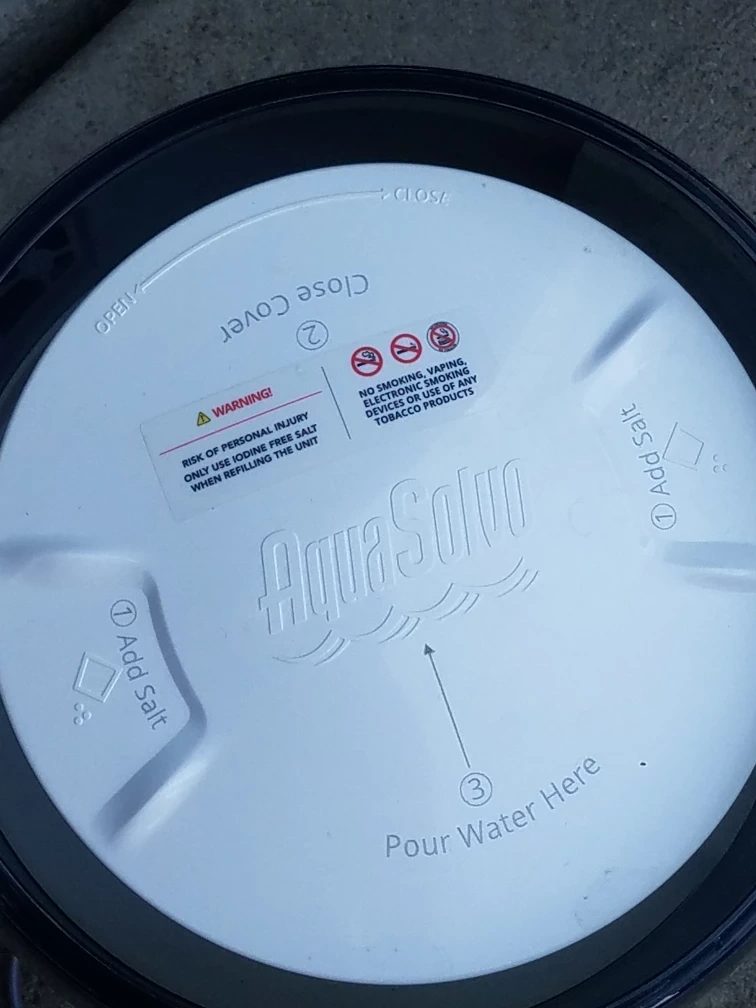 OPEN CLOSE
Close Cover
②
WARNING!
RISK OF PERSONAL INJURY
ONLY USE IODINE FREE SALT
WHEN REFILLING THE UNIT
NO SMOKING, VAPING,
ELECTRONIC SMOKING
DEVICES OR USE OF ANY
TOBACCO PRODUCTS
① Add Salt
AquaSolvo
① Add Salt
③
Pour Water Here